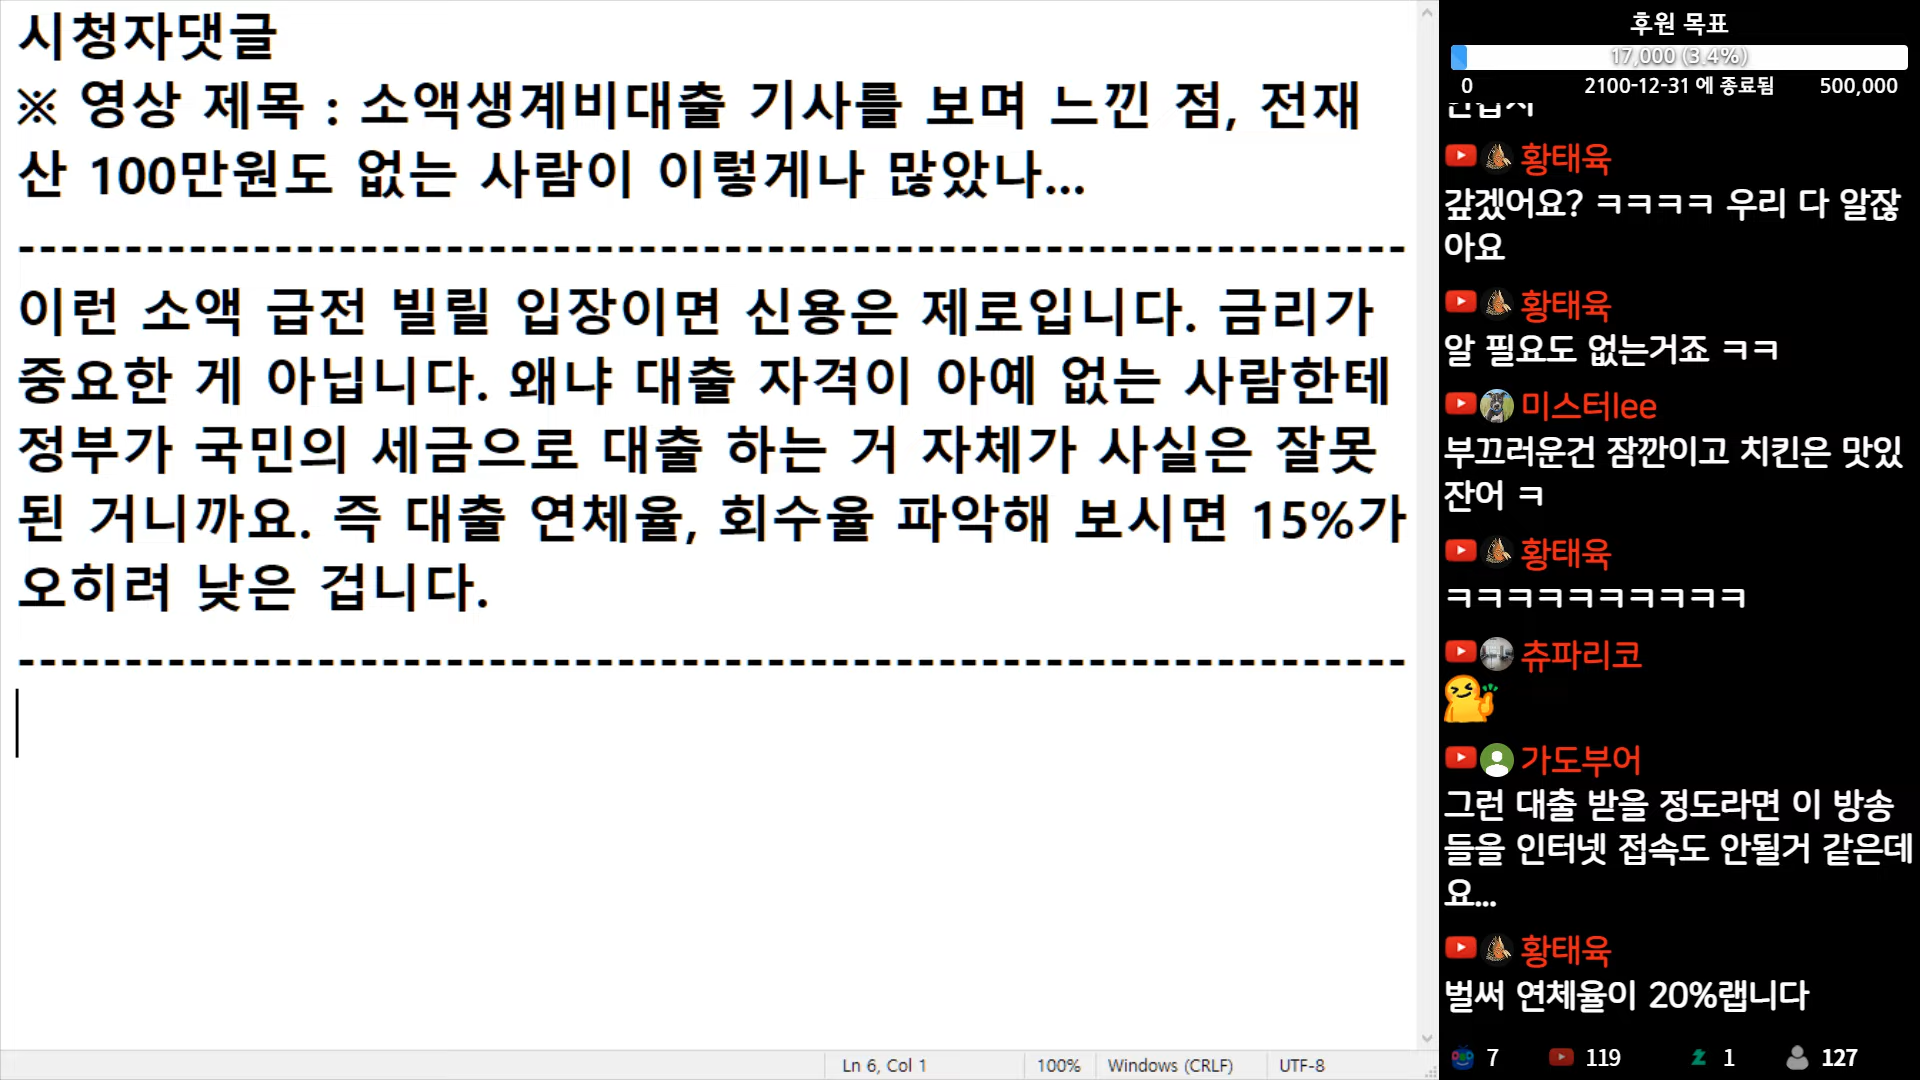 시청자댓글
※ 영상 제목 : 소액생계비대출 기사를 보며 느낀 점, 전재
산 100만원도 없는 사람이 이렇게나 많았나...
-----------------------------------------------------------------
이런 소액 급전 빌릴 입장이면 신용은 제로입니다. 금리가
중요한 게 아닙니다. 왜냐 대출 자격이 아예 없는 사람한테
정부가 국민의 세금으로 대출 하는 거 자체가 사실은 잘못
된 거니까요. 즉 대출 연체율, 회수율 파악해 보시면 15%가
오히려 낮은 겁니다.
-----------------------------------------------------------------
Ln 6, Col 1
100%
Windows (CRLF)
UTF-8
후원 목표
17,000 (3.4%)
0
2100-12-31 에 종료됨
500,000
황태육
갚겠어요? ㅋㅋㅋㅋ 우리 다 알잖
아요
황태육
알 필요도 없는거죠 ㅋㅋ
미스터lee
부끄러운건 잠깐이고 치킨은 맛있
잔어 ㅋ
황태육
ㅋㅋㅋㅋㅋㅋㅋㅋㅋㅋ
츄파리코
가도부어
그런 대출 받을 정도라면 이 방송
들을 인터넷 접속도 안될거 같은데
요...
황태육
벌써 연체율이 20%랩니다
7
119
1
127